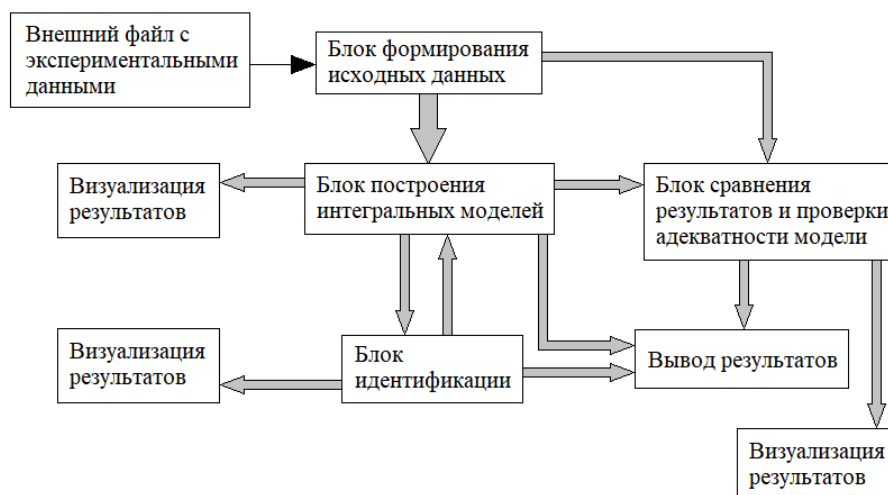 Внешний файл с
экспериментальными
данными
Блок формирования
исходных данных
Визуализация
результатов
Блок построения
интегральных моделей
Блок сравнения
результатов и проверки
адекватности модели
Визуализация
результатов
Блок
идентификации
Вывод результатов
Визуализация
результатов